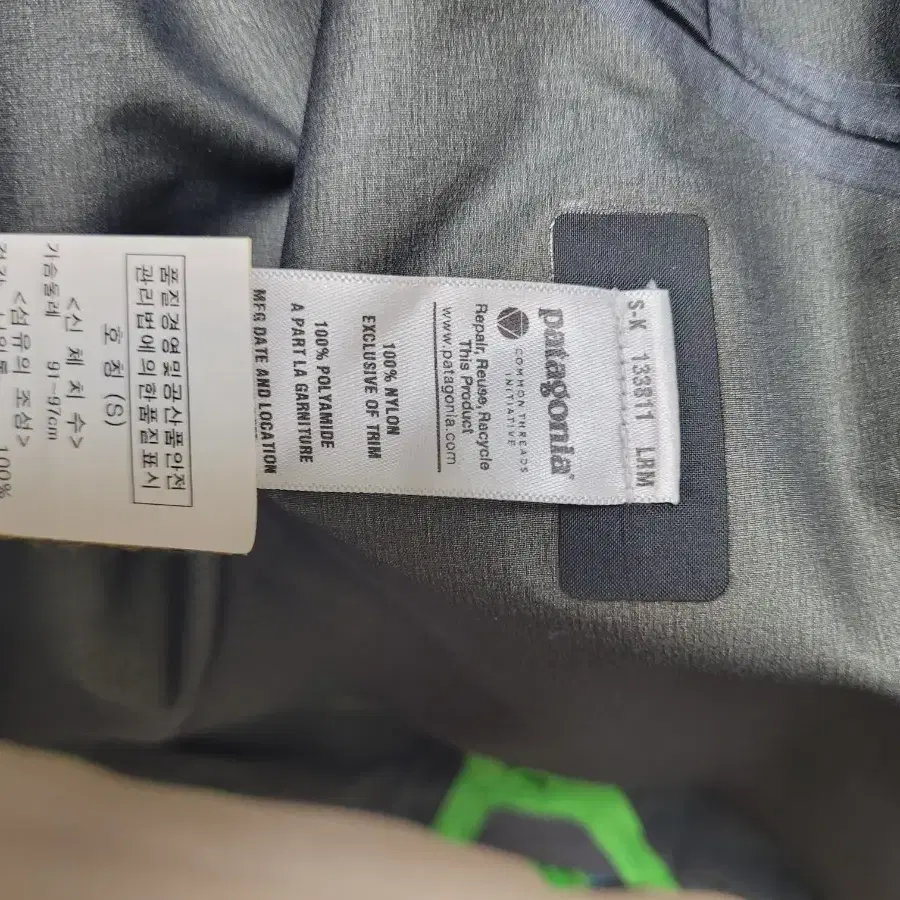 S-K 133811 LRM
patagonia®
COMMON THREADS
INITIATIVE
Repair, Reuse, Recycle
This Product
www.patagonia.com
100% NYLON
EXCLUSIVE OF TRIM
100% POLYAMIDE
A PART LA GARNITURE
MFG DATE AND LOCATION
품질경영및공산품안전
관리법에의한품질표시
호칭 (S)
<신 체 치 수>
가슴둘레 91~97cm
<섬유의 조성>
100%